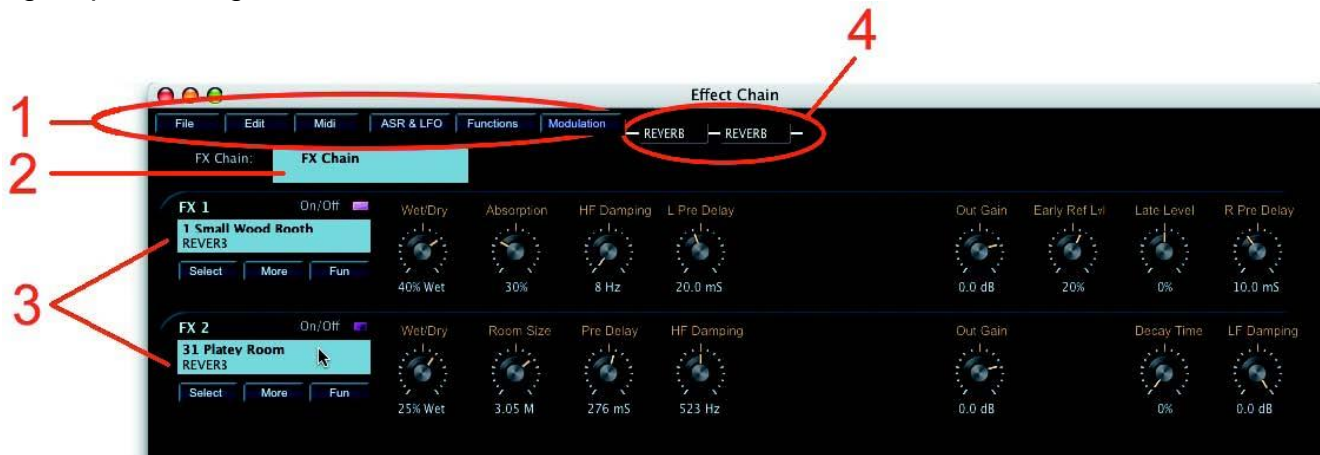 4
Effect Chain
1
File Edit Midi ASR & LFO Functions Modulation
REVERB REVERB
2
FX Chain: FX Chain
FX 1 On/Off Wet/Dry Absorption HF Damping L Pre Delay Out Gain Early Ref Lvl Late Level R Pre Delay
1 Small Wood Booth
REVER3
Select More Fun
40% Wet 30% 8 Hz 20.0 mS 0.0 dB 20% 0% 10.0 mS
3
FX 2 On/Off Wet/Dry Room Size Pre Delay HF Damping Out Gain Decay Time LF Damping
31 Platey Room
REVER3
Select More Fun
25% Wet 3.05 M 276 mS 523 Hz 0.0 dB 0% 0.0 dB